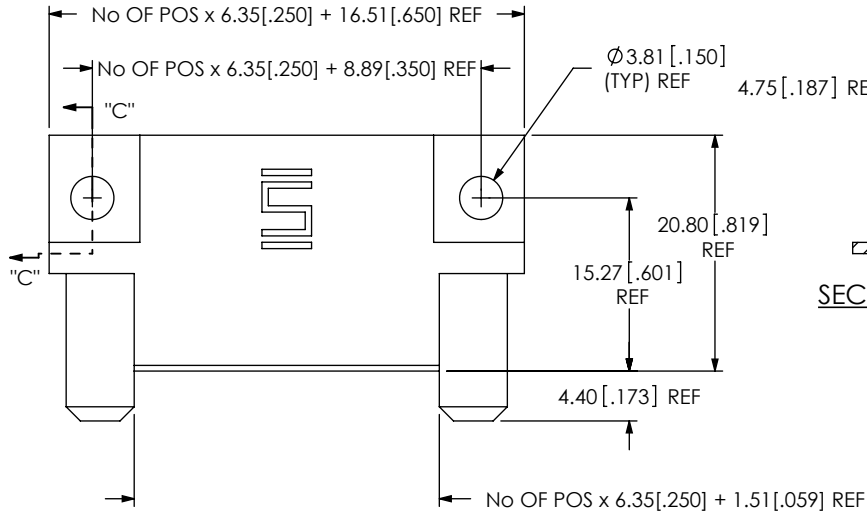 No OF POS x 6.35[.250] + 16.51[.650] REF
No OF POS x 6.35[.250] + 8.89[.350] REF
Ø3.81[.150]
(TYP) REF
4.75[.187] RE
"C"
20.80[.819]
REF
15.27[.601]
REF
"C"
SEC
4.40[.173] REF
No OF POS x 6.35[.250] + 1.51[.059] REF